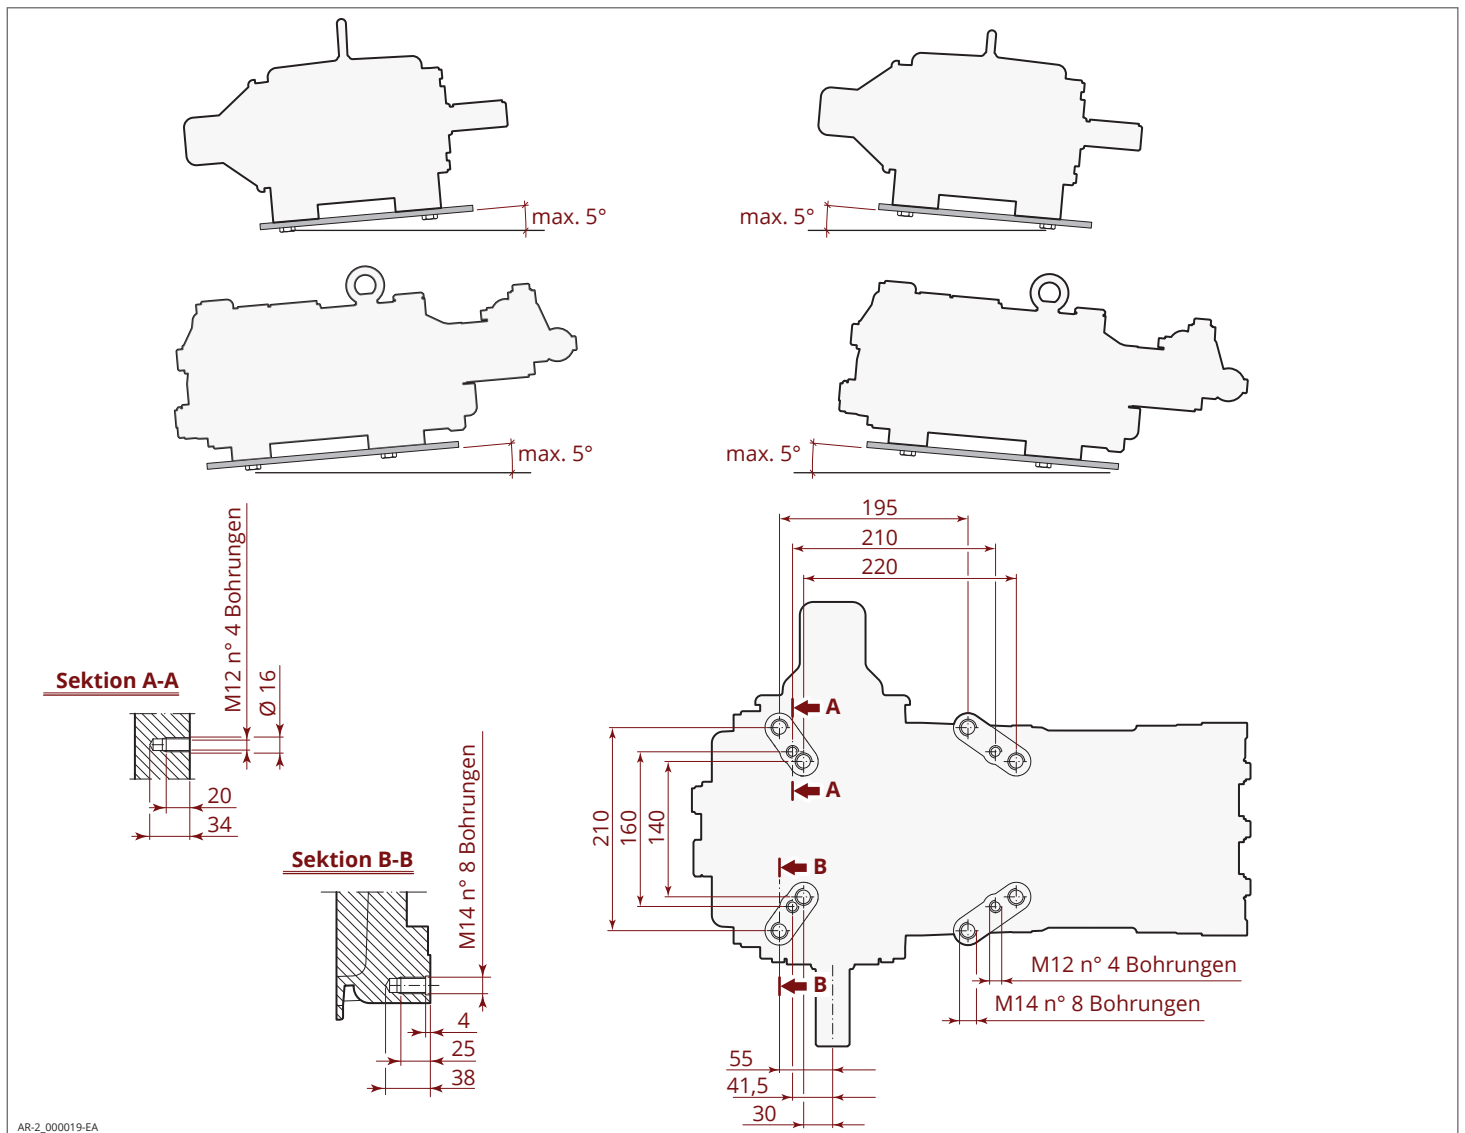 max. 5°
max. 5°
max. 5°
max. 5°
195
210
220
M12 n° 4 Bohrungen
Ø 16
Sektion A-A
20
34
A
A
210
160
140
M14 n° 8 Bohrungen
Sektion B-B
B
B
4
25
38
M12 n° 4 Bohrungen
M14 n° 8 Bohrungen
55
41,5
30
AR-2_000019-EA